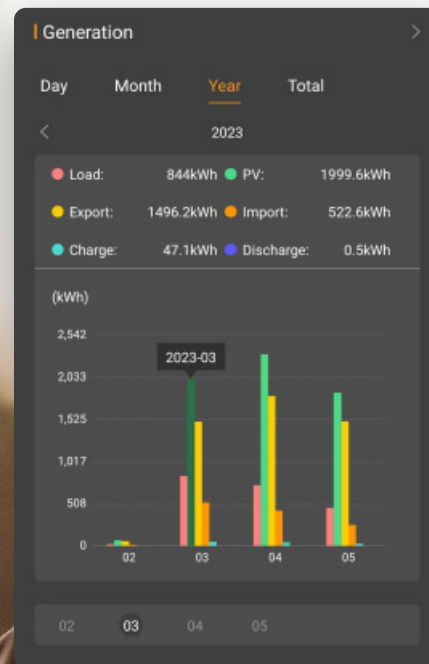 Generation
Day Month Year Total
2023
Load: 844kWh PV: 1999.6kWh
Export: 1496.2kWh Import: 522.6kWh
Charge: 47.1kWh Discharge: 0.5kWh
(kWh)
2,542
2023-03
2,033
1,525
1,017
508
0
02 03 04 05
02 03 04 05